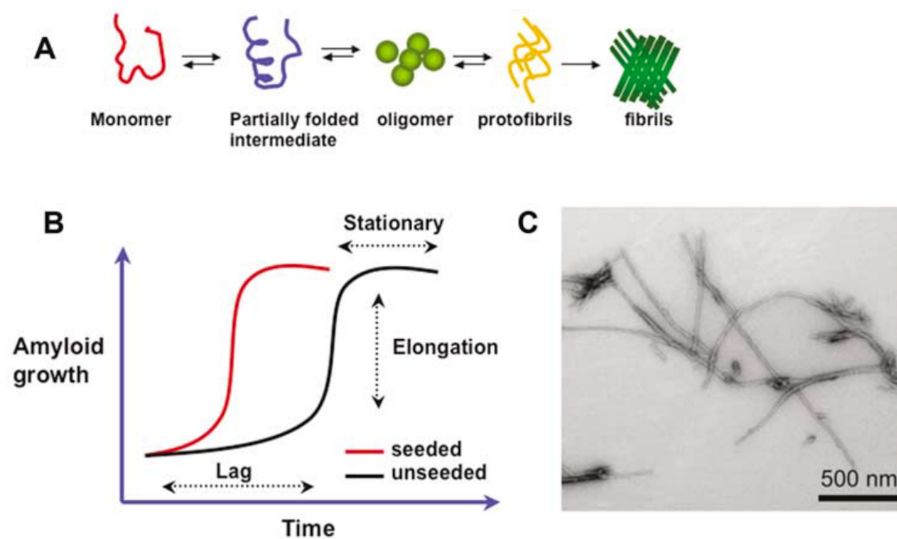 A
Monomer
Partially folded
intermediate
oligomer
protofibrils
fibrils
B
Stationary
Amyloid
growth
Elongation
seeded
unseeded
Lag
Time
C
500 nm